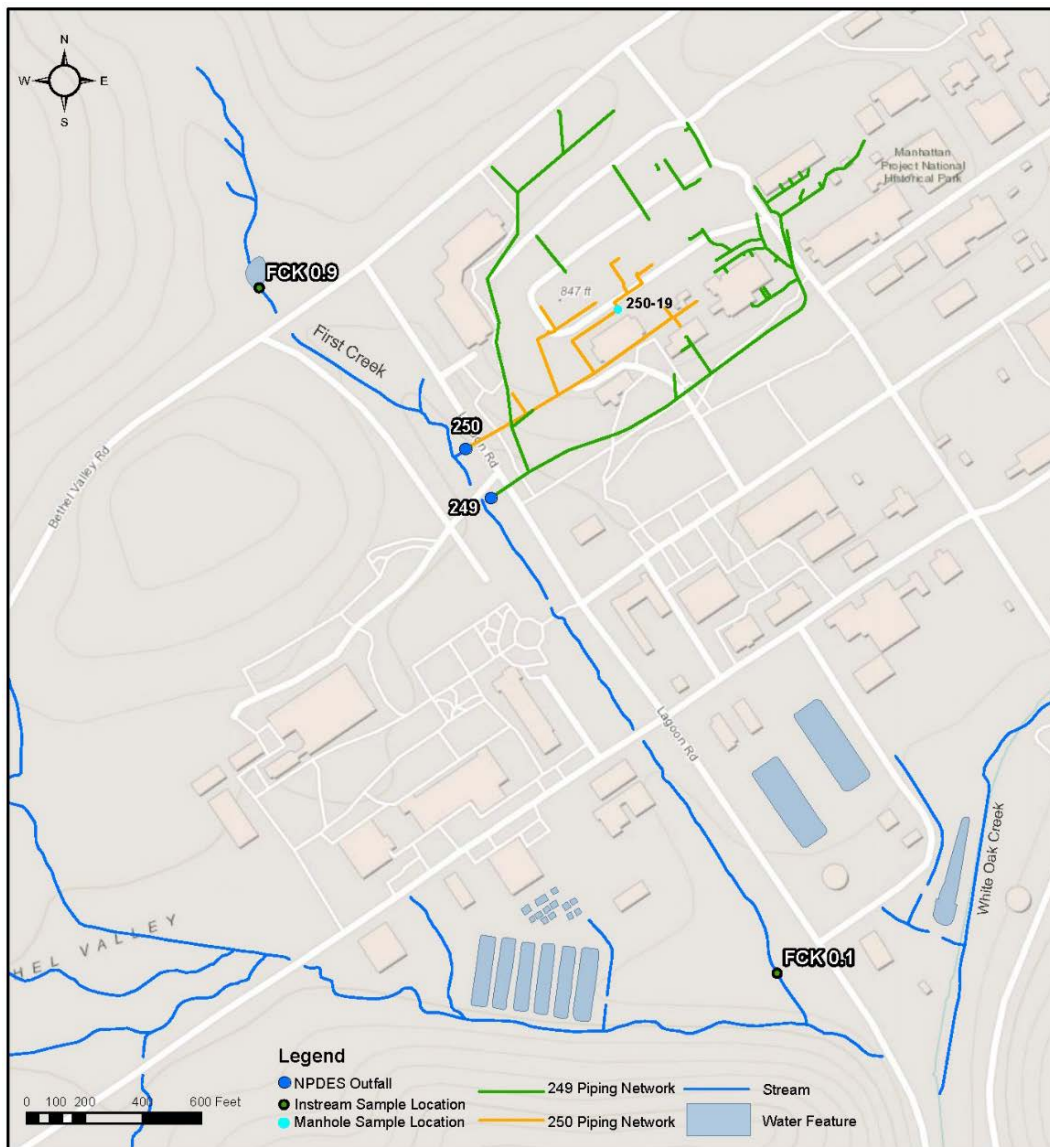 N
W E
S
Manhattan
Project National
Historical Park
FCK 0.9
847 ft
250-19
First Creek
250
249
Bethel Valley Rd
Lagoon Rd
White Oak Creek
VALLEY
FCK 0.1
Legend
NPDES Outfall
Instream Sample Location
Manhole Sample Location
249 Piping Network
250 Piping Network
Stream
Water Feature
0 100 200 400 600 Feet